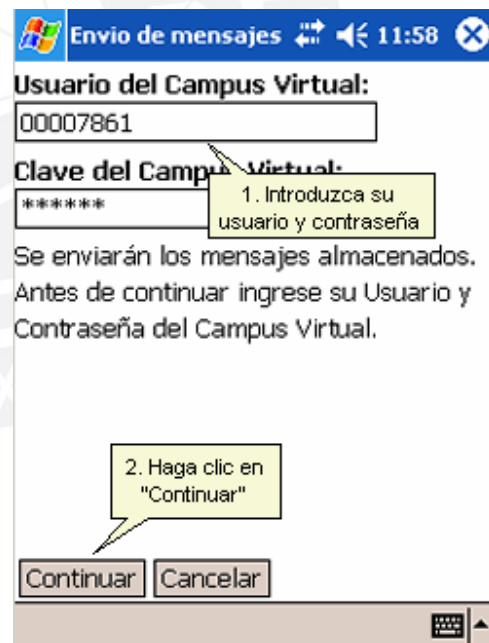 Envio de mensajes 11:58
Usuario del Campus Virtual:
00007861
Clave del Campus Virtual:
******
1. Introduzca su
usuario y contraseña
Se enviarán los mensajes almacenados.
Antes de continuar ingrese su Usuario y
Contraseña del Campus Virtual.
2. Haga clic en
"Continuar"
Continuar Cancelar